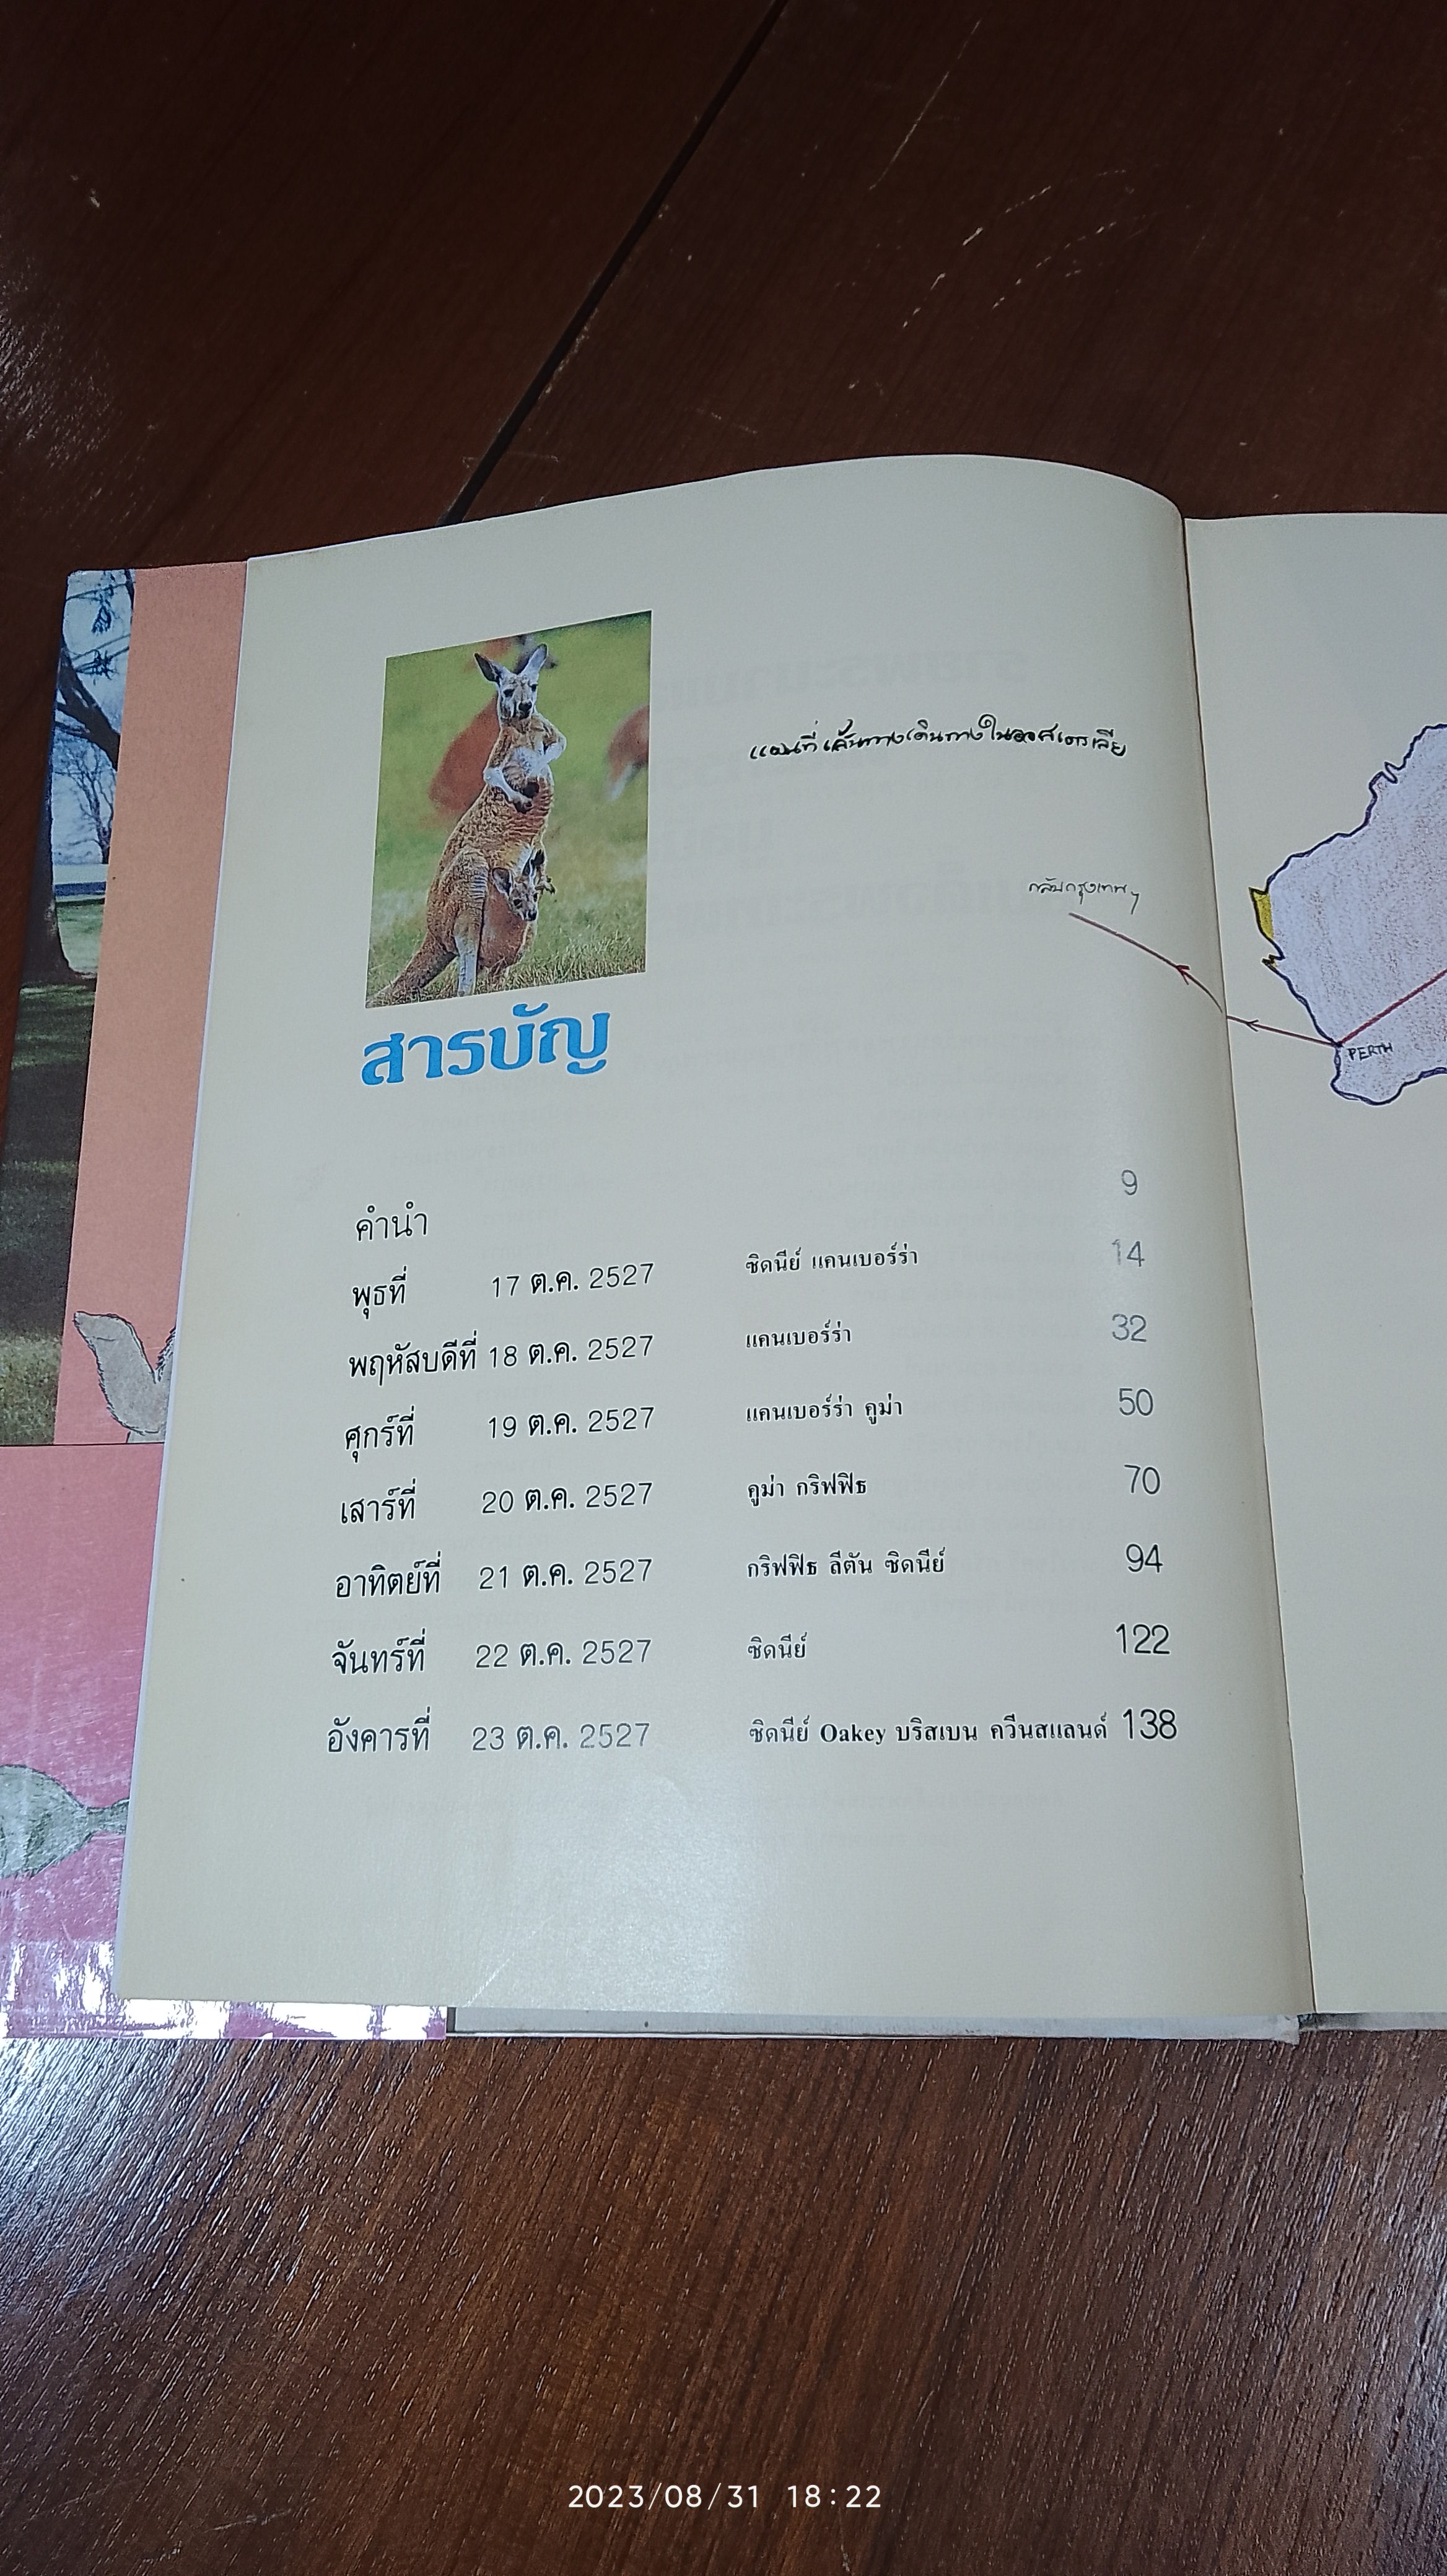 แผนที่เส้นทางเดินทางในออสเตรเลีย
กลับกรุงเทพฯ
PERTH
สารบัญ
คำนำ 9
พุธที่ 17 ต.ค. 2527 ซิดนีย์ แคนเบอร์ร่า 14
พฤหัสบดีที่ 18 ต.ค. 2527 แคนเบอร์ร่า 32
ศุกร์ที่ 19 ต.ค. 2527 แคนเบอร์ร่า คูม่า 50
เสาร์ที่ 20 ต.ค. 2527 คูม่า กริฟฟิธ 70
อาทิตย์ที่ 21 ต.ค. 2527 กริฟฟิธ ลีตัน ซิดนีย์ 94
จันทร์ที่ 22 ต.ค. 2527 ซิดนีย์ 122
อังคารที่ 23 ต.ค. 2527 ซิดนีย์ Oakey บริสเบน ควีนสแลนด์ 138
2023/08/31 18:22